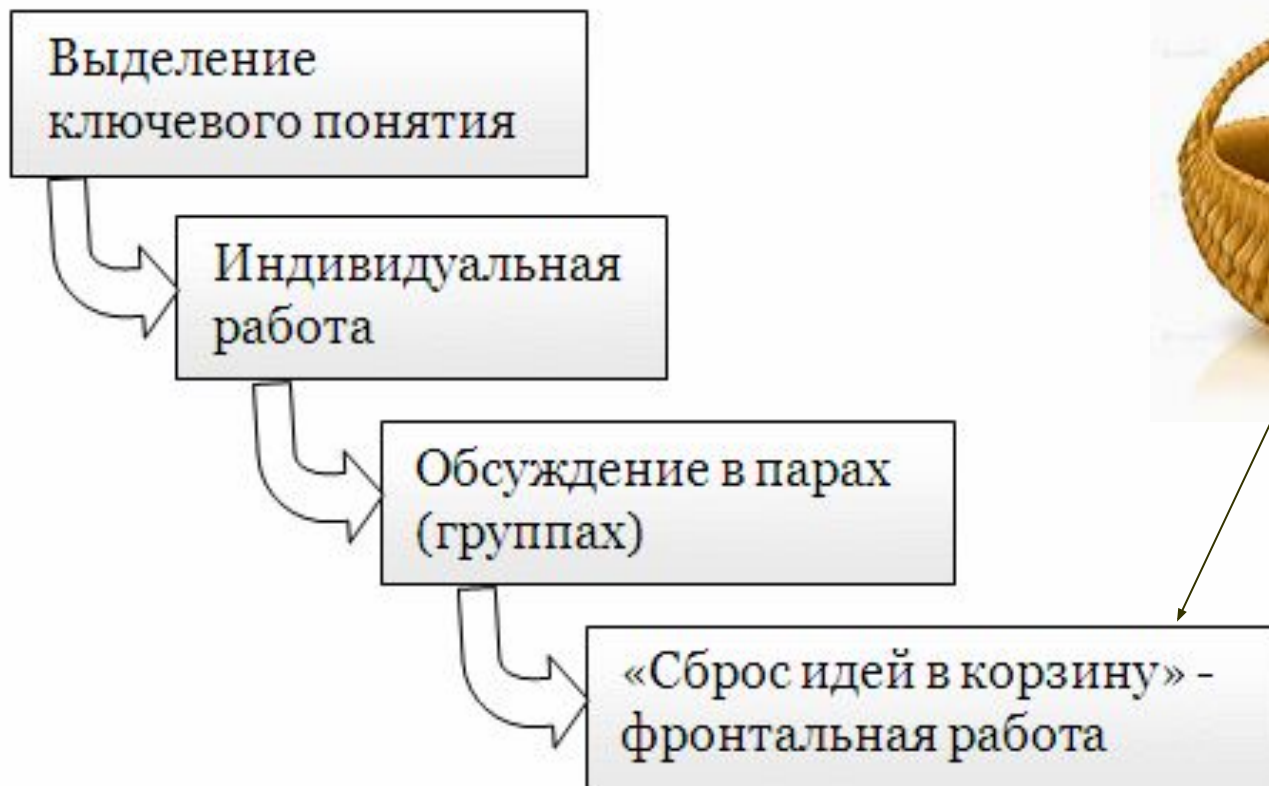 Выделение
ключевого понятия
Индивидуальная
работа
Обсуждение в парах
(группах)
«Сброс идей в корзину» -
фронтальная работа